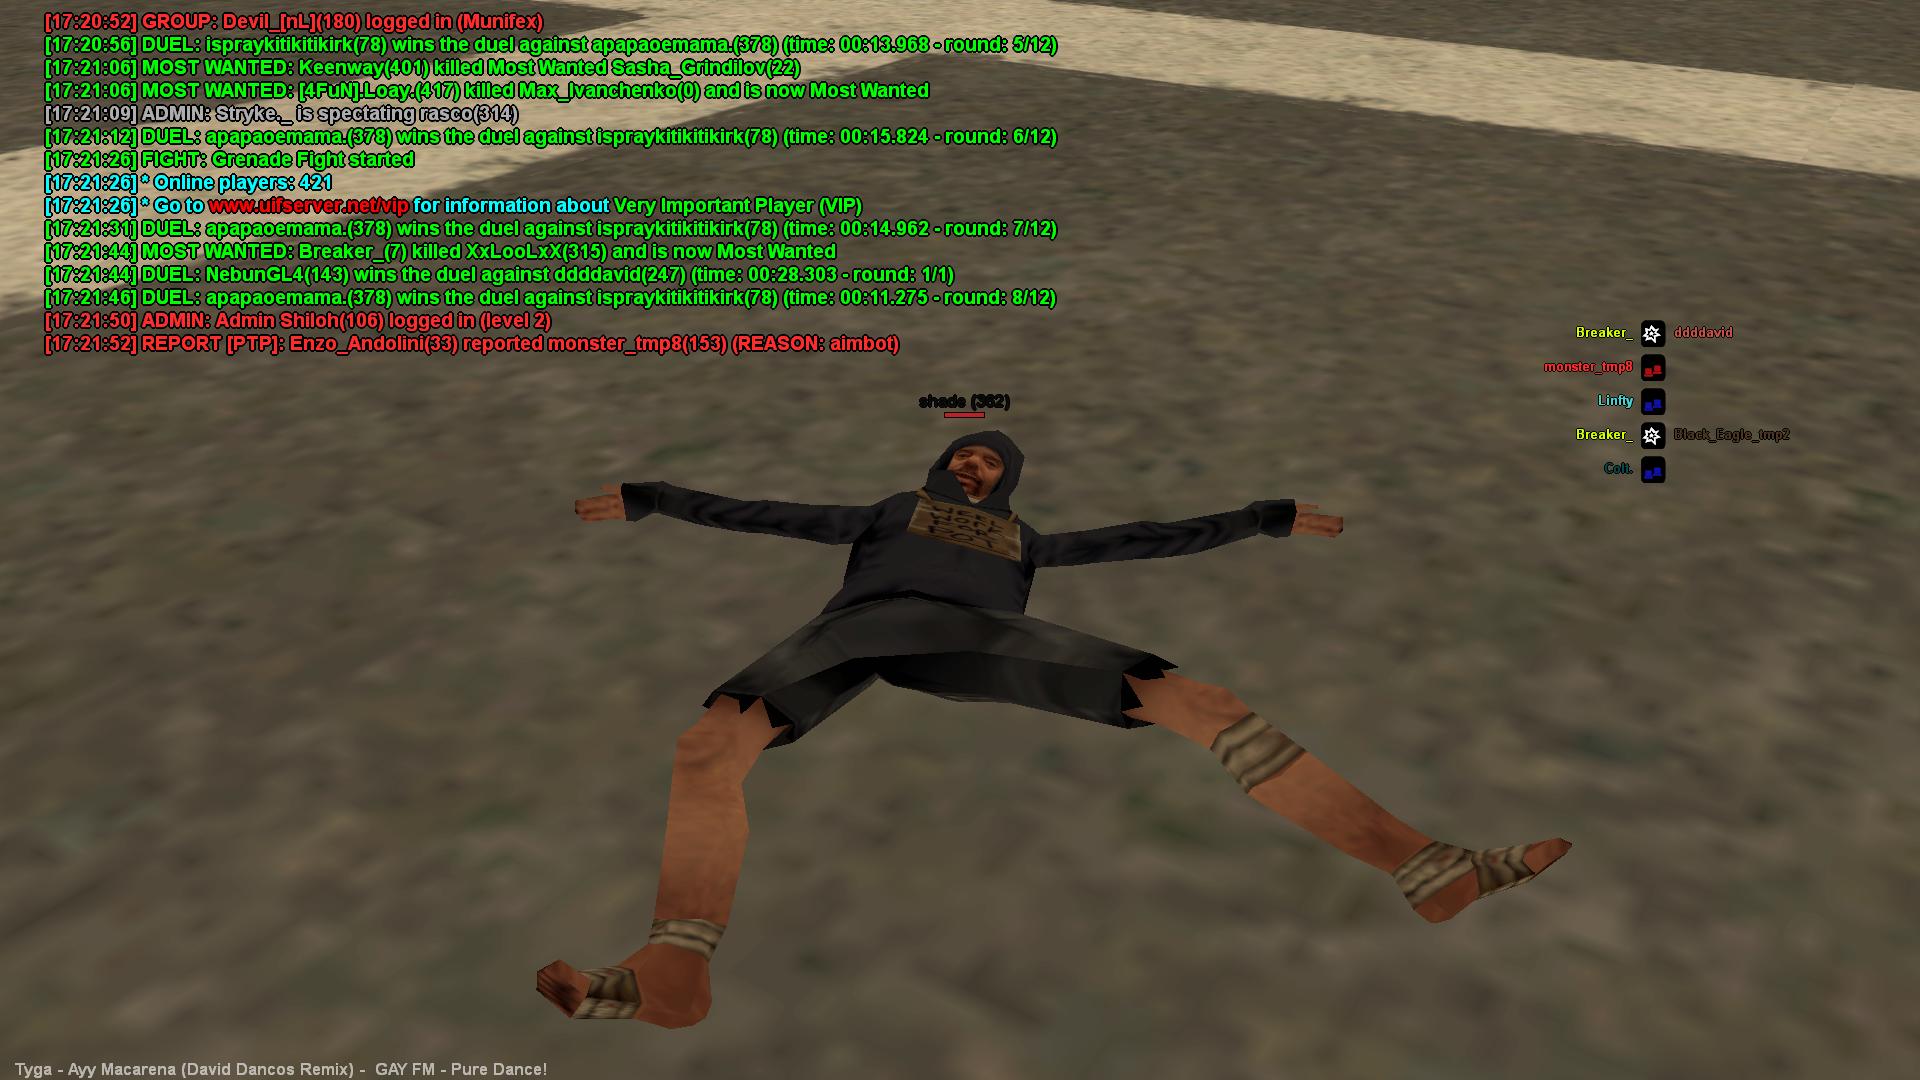 [17:20:52] GROUP: Devil_[nL](180) logged in (Munifex)
[17:20:56] DUEL: ispraykitikitikirk(78) wins the duel against apapaoemama.(378) (time: 00:13.968 - round: 5/12)
[17:21:06] MOST WANTED: Keenway(401) killed Most Wanted Sasha_Grindilov(22)
[17:21:06] MOST WANTED: [4FuN].Loay.(417) killed Max_Ivanchenko(0) and is now Most Wanted
[17:21:09] ADMIN: Stryke._ is spectating rasco(314)
[17:21:12] DUEL: apapaoemama.(378) wins the duel against ispraykitikitikirk(78) (time: 00:15.824 - round: 6/12)
[17:21:26] FIGHT: Grenade Fight started
[17:21:26] * Online players: 421
[17:21:26] * Go to www.uifserver.net/vip for information about Very Important Player (VIP)
[17:21:31] DUEL: apapaoemama.(378) wins the duel against ispraykitikitikirk(78) (time: 00:14.962 - round: 7/12)
[17:21:44] MOST WANTED: Breaker_(7) killed XxLooLxX(315) and is now Most Wanted
[17:21:44] DUEL: NebunGL4(143) wins the duel against ddddavid(247) (time: 00:28.303 - round: 1/1)
[17:21:46] DUEL: apapaoemama.(378) wins the duel against ispraykitikitikirk(78) (time: 00:11.275 - round: 8/12)
[17:21:50] ADMIN: Admin Shiloh(106) logged in (level 2)
[17:21:52] REPORT [PTP]: Enzo_Andolini(33) reported monster_tmp8(153) (REASON: aimbot)
Breaker_ ddddavid
monster_tmp8
Linfty
Breaker_ Black_Eagle_tmp2
Colt.
shade (362)
WORK
FOR
Tyga - Ayy Macarena (David Dancos Remix) - GAY FM - Pure Dance!